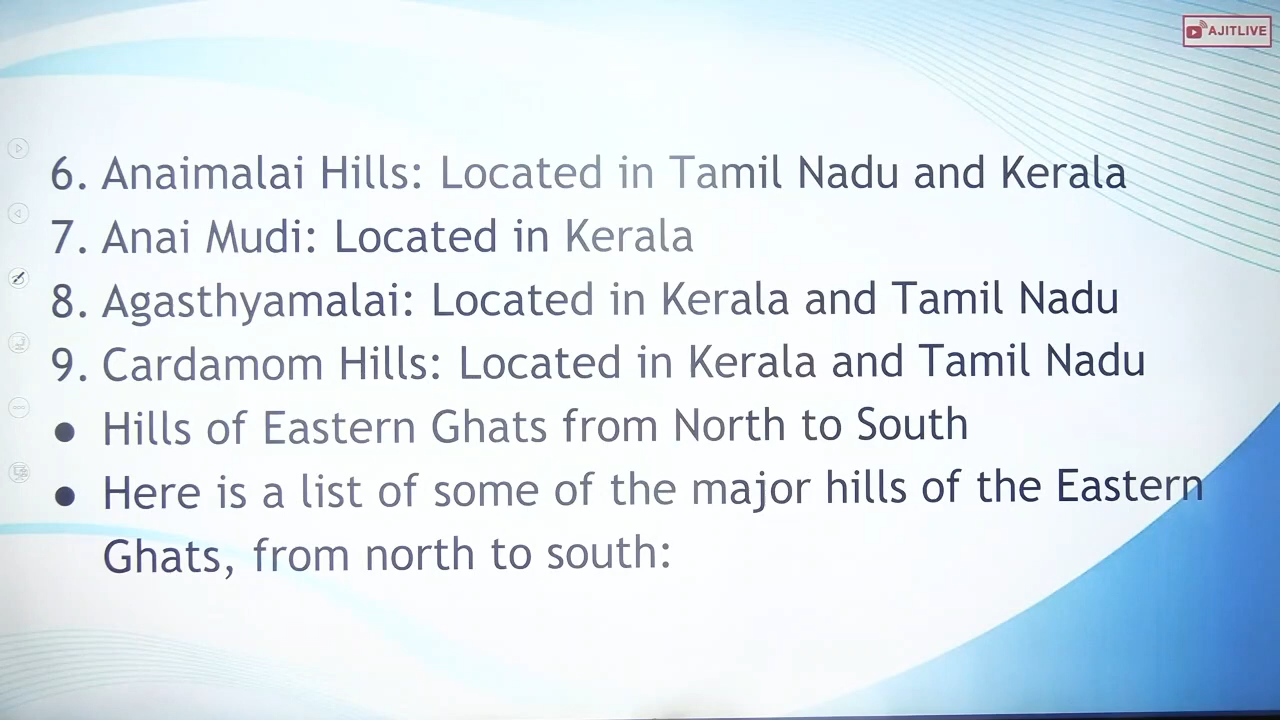 AJITLIVE
6. Anaimalai Hills: Located in Tamil Nadu and Kerala
7. Anai Mudi: Located in Kerala
8. Agasthyamalai: Located in Kerala and Tamil Nadu
9. Cardamom Hills: Located in Kerala and Tamil Nadu
● Hills of Eastern Ghats from North to South
● Here is a list of some of the major hills of the Eastern
Ghats, from north to south: